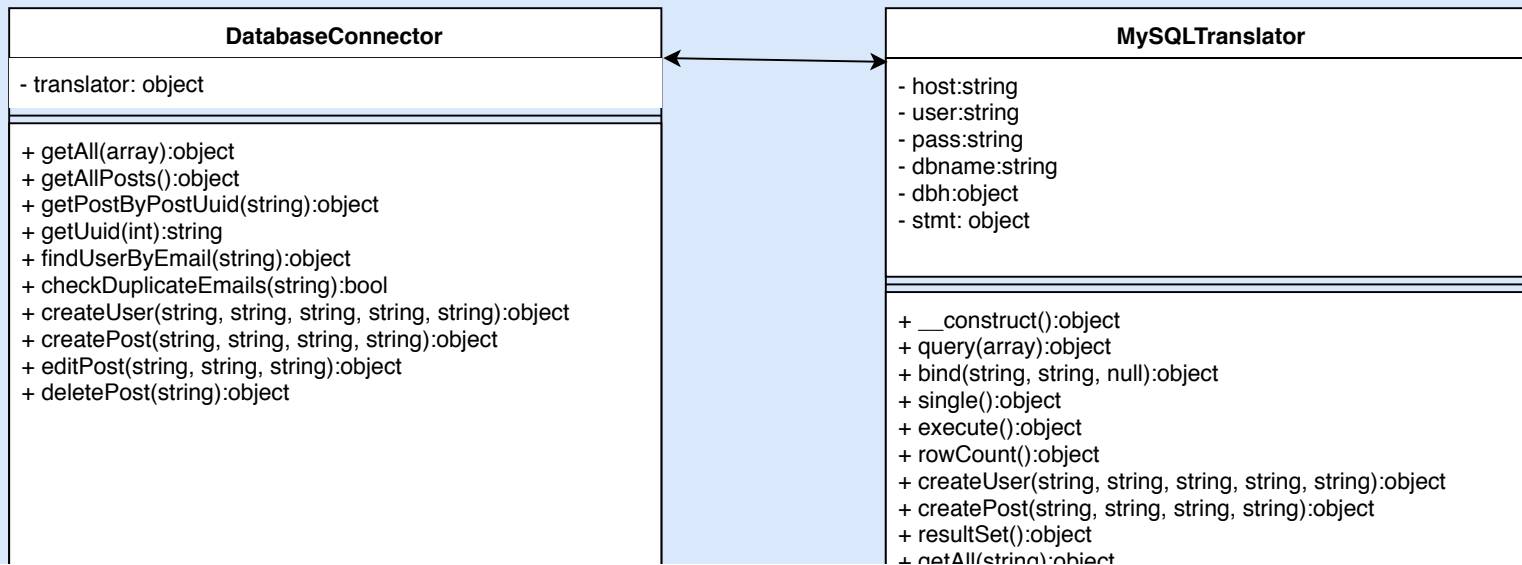 DatabaseConnector
- translator: object
+ getAll(array):object
+ getAllPosts():object
+ getPostByPostUuid(string):object
+ getUuid(int):string
+ findUserByEmail(string):object
+ checkDuplicateEmails(string):bool
+ createUser(string, string, string, string, string):object
+ createPost(string, string, string, string):object
+ editPost(string, string, string):object
+ deletePost(string):object
MySQLTranslator
- host:string
- user:string
- pass:string
- dbname:string
- dbh:object
- stmt: object
+ __construct():object
+ query(array):object
+ bind(string, string, null):object
+ single():object
+ execute():object
+ rowCount():object
+ createUser(string, string, string, string, string):object
+ createPost(string, string, string, string):object
+ resultSet():object
+ getAll(string):object